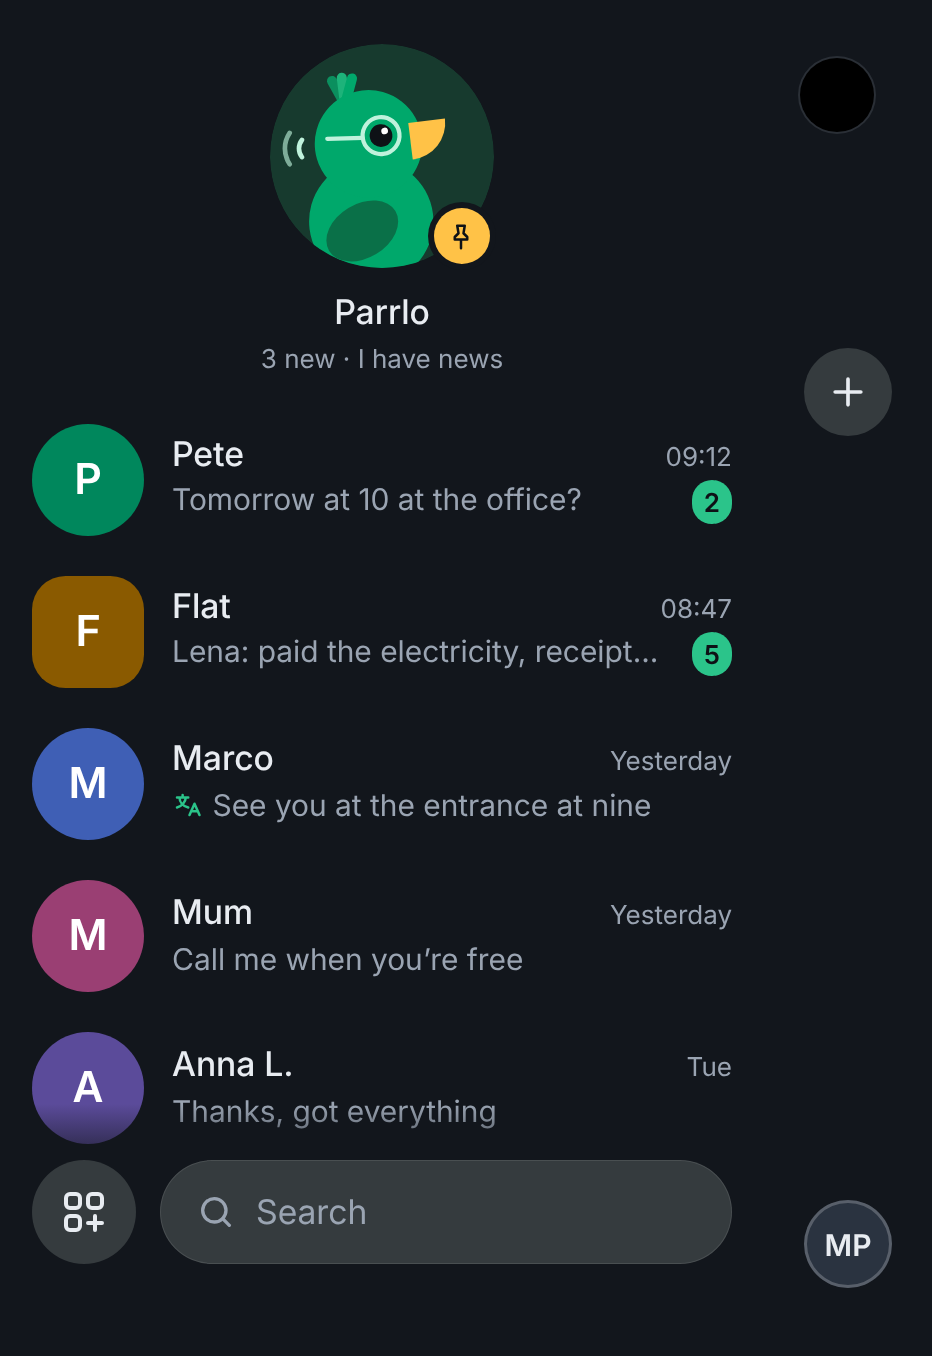 Parrlo
3 new · I have news
P
Pete
09:12
Tomorrow at 10 at the office?
2
F
Flat
08:47
Lena: paid the electricity, receipt...
5
M
Marco
Yesterday
See you at the entrance at nine
M
Mum
Yesterday
Call me when you’re free
A
Anna L.
Tue
Thanks, got everything
Search
MP